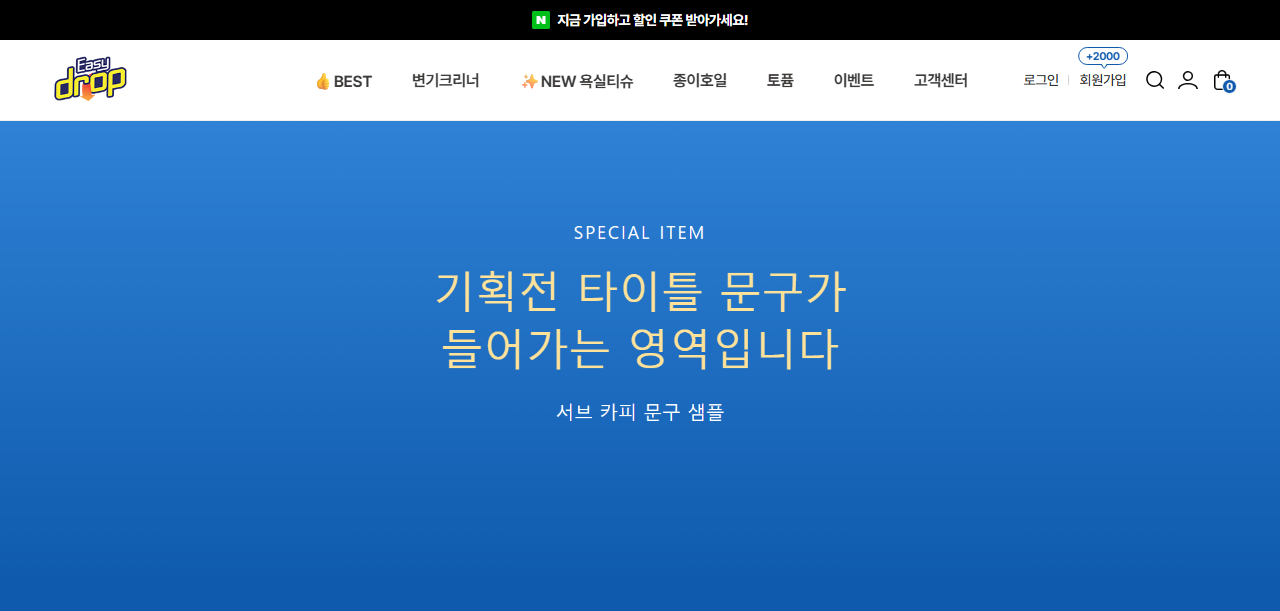 N 지금 가입하고 할인 쿠폰 받아가세요!
Easy drop
👍 BEST 변기크리너 ✨ NEW 욕실티슈 종이호일 토퓸 이벤트 고객센터 로그인 회원가입 +2000 0
SPECIAL ITEM
기획전 타이틀 문구가
들어가는 영역입니다
서브 카피 문구 샘플